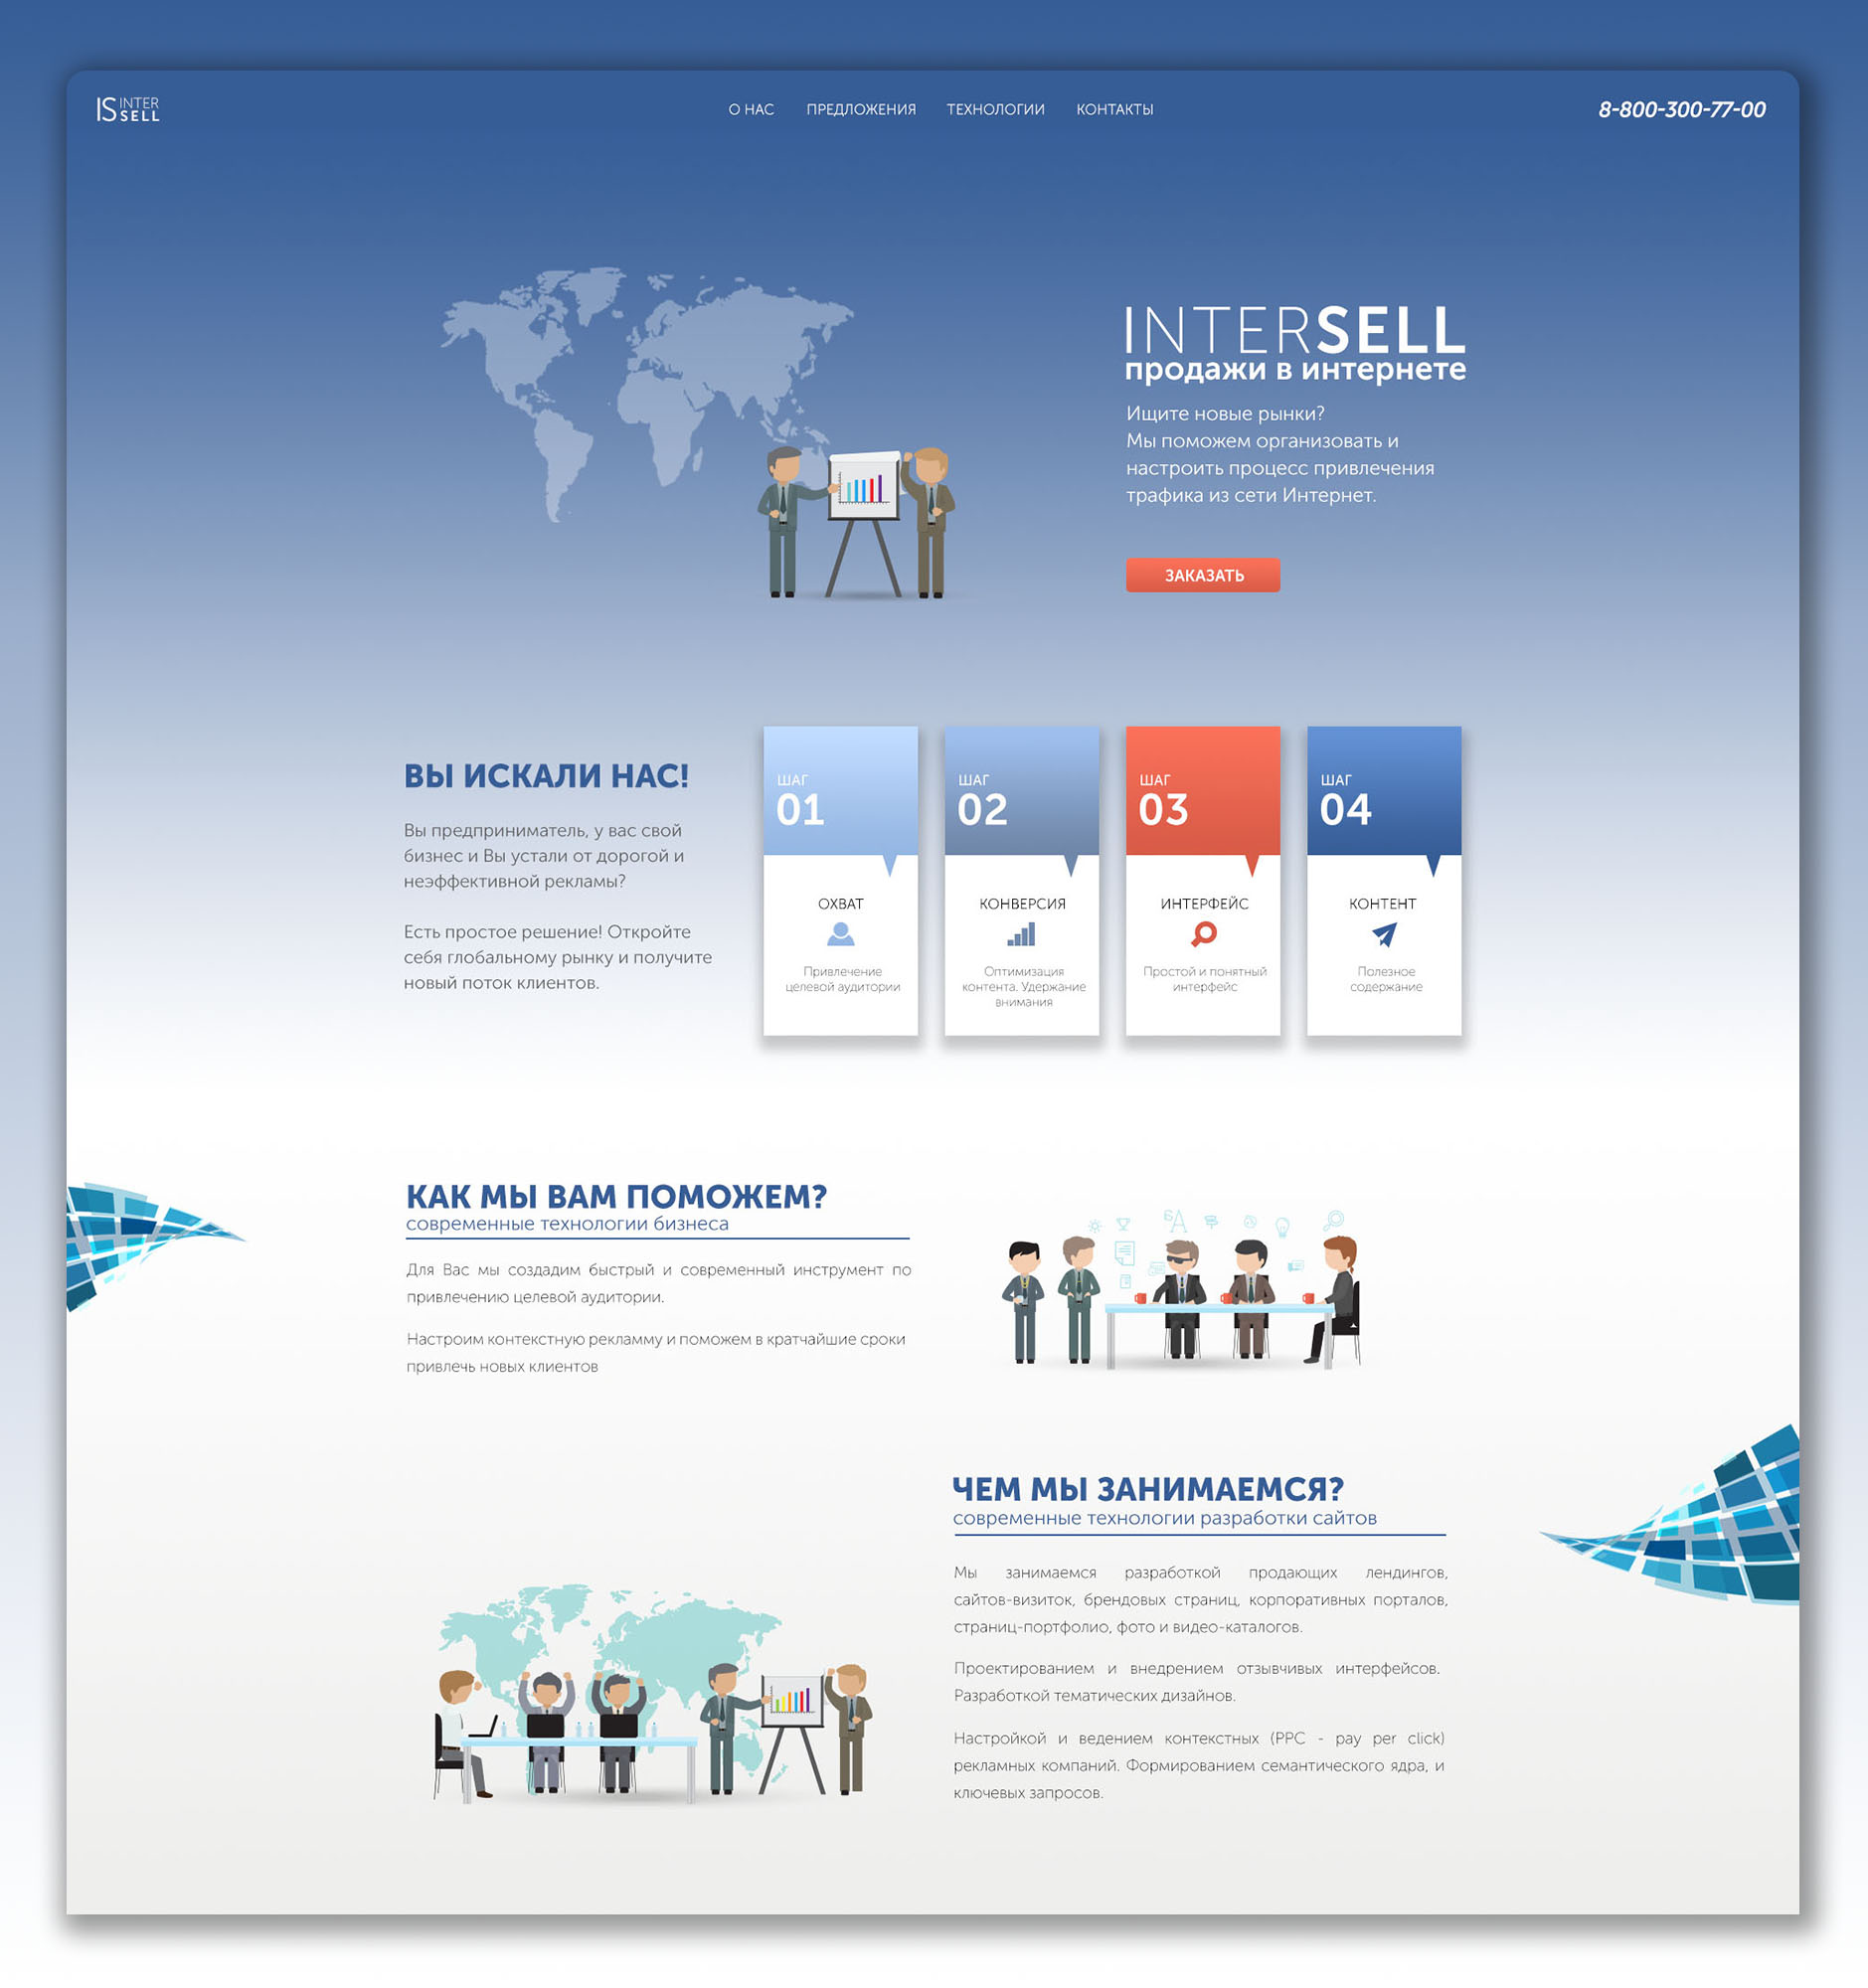 IS INTER
SELL
О НАС ПРЕДЛОЖЕНИЯ ТЕХНОЛОГИИ КОНТАКТЫ
8-800-300-77-00
INTERSELL
продажи в интернете
Ищите новые рынки?
Мы поможем организовать и
настроить процесс привлечения
трафика из сети Интернет.
ЗАКАЗАТЬ
ВЫ ИСКАЛИ НАС!
Вы предприниматель, у вас свой
бизнес и Вы устали от дорогой и
неэффективной рекламы?
Есть простое решение! Откройте
себя глобальному рынку и получите
новый поток клиентов.
ШАГ
01
ОХВАТ
Привлечение
целевой аудитории
ШАГ
02
КОНВЕРСИЯ
Оптимизация
контента. Удержание
внимания
ШАГ
03
ИНТЕРФЕЙС
Простой и понятный
интерфейс
ШАГ
04
КОНТЕНТ
Полезное
содержание
КАК МЫ ВАМ ПОМОЖЕМ?
современные технологии бизнеса
Для Вас мы создадим быстрый и современный инструмент по
привлечению целевой аудитории.
Настроим контекстную рекламму и поможем в кратчайшие сроки
привлечь новых клиентов
ЧЕМ МЫ ЗАНИМАЕМСЯ?
современные технологии разработки сайтов
Мы занимаемся разработкой продающих лендингов,
сайтов-визиток, брендовых страниц, корпоративных порталов,
страниц-портфолио, фото и видео-каталогов.
Проектированием и внедрением отзывчивых интерфейсов.
Разработкой тематических дизайнов.
Настройкой и ведением контекстных (PPC - pay per click)
рекламных компаний. Формированием семантического ядра, и
ключевых запросов.